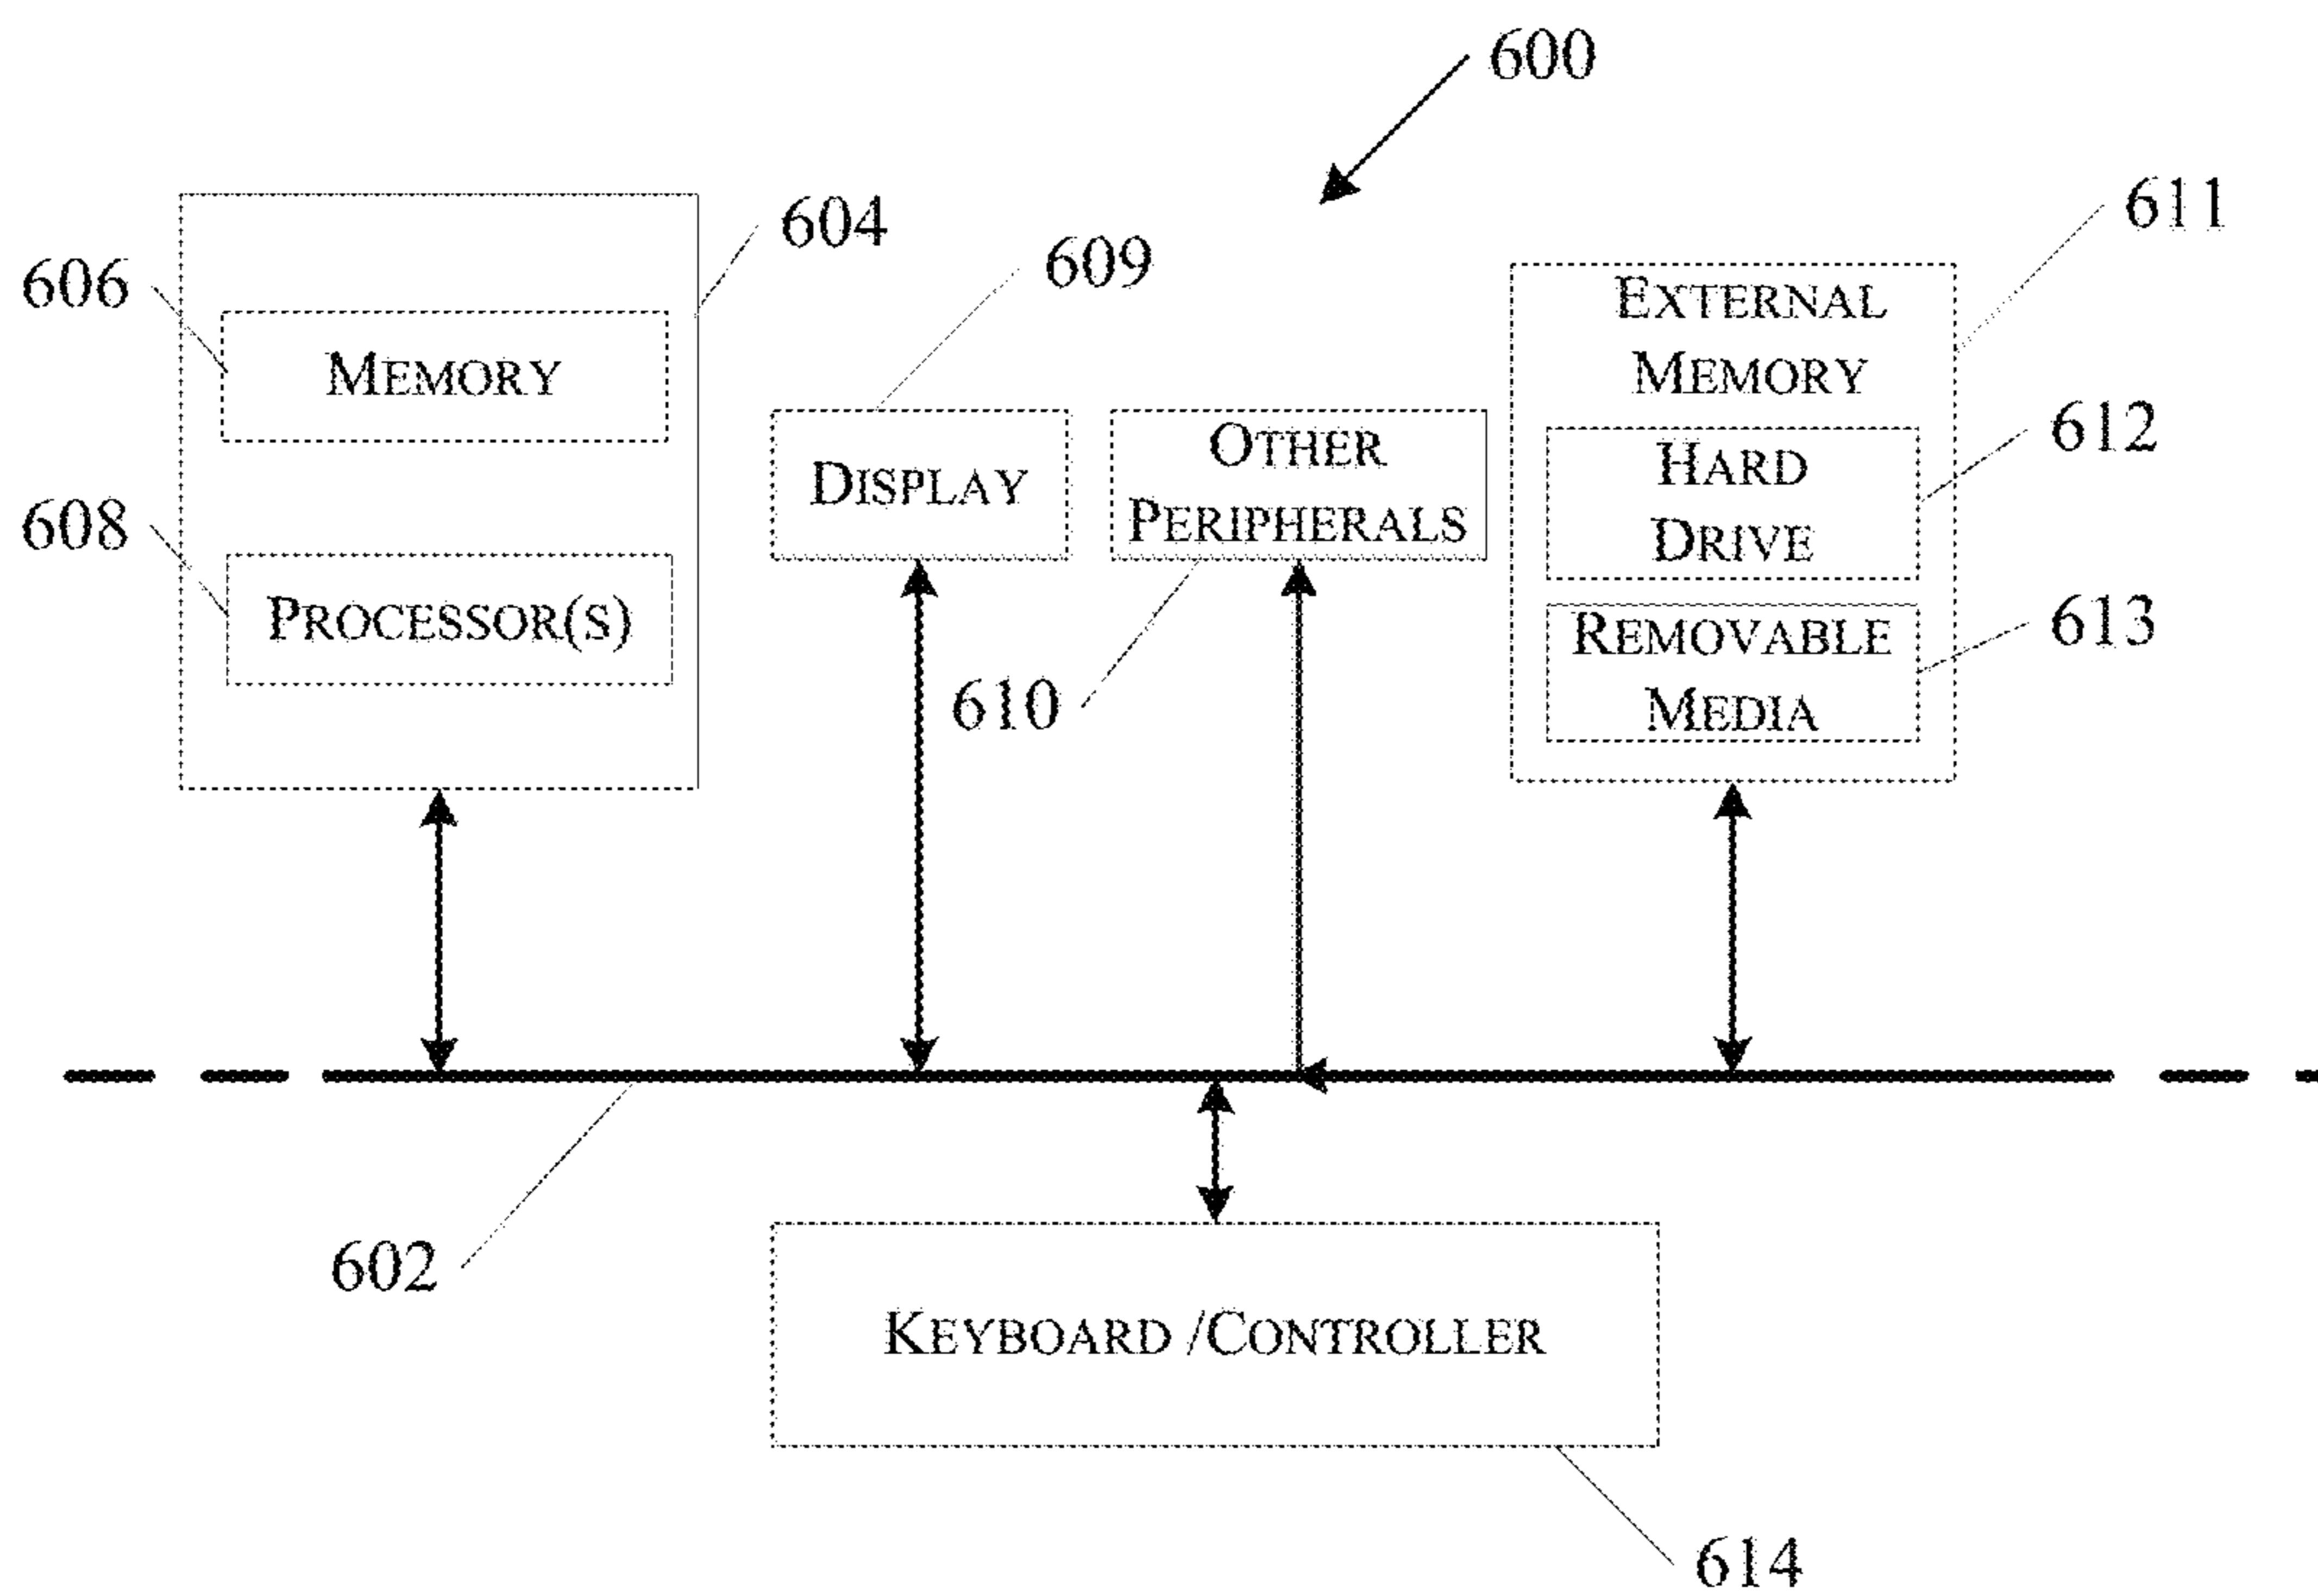 600
611
604
609
606
EXTERNAL
MEMORY
MEMORY
612
OTHER
HARD
DISPLAY
608
PERIPHERALS
DRIVE
PROCESSOR(S)
613
REMOVABLE
610
MEDIA
602
KEYBOARD /CONTROLLER
614